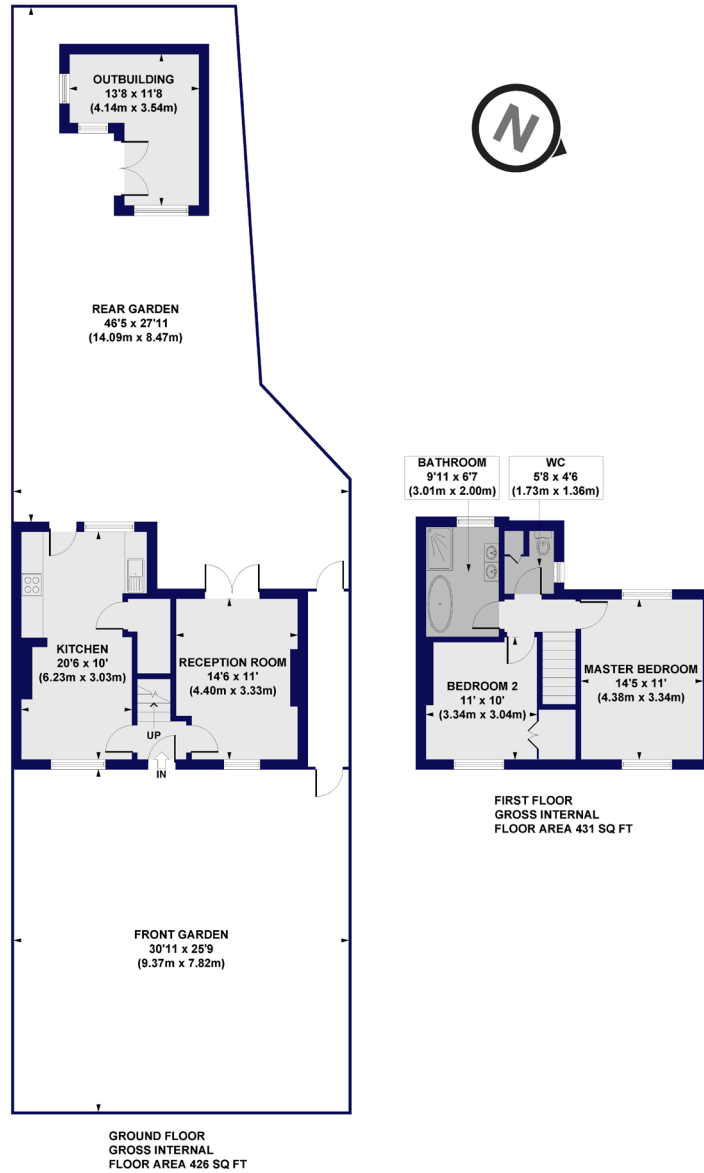 OUTBUILDING
13'8 x 11'8
(4.14m x 3.54m)
N
REAR GARDEN
46'5 x 27'11
(14.09m x 8.47m)
BATHROOM
9'11 x 6'7
(3.01m x 2.00m)
WC
5'8 x 4'6
(1.73m x 1.36m)
KITCHEN
20'6 x 10'
(6.23m x 3.03m)
RECEPTION ROOM
14'6 x 11'
(4.40m x 3.33m)
UP
IN
BEDROOM 2
11' x 10'
(3.34m x 3.04m)
MASTER BEDROOM
14'5 x 11'
(4.38m x 3.34m)
FIRST FLOOR
GROSS INTERNAL
FLOOR AREA 431 SQ FT
FRONT GARDEN
30'11 x 25'9
(9.37m x 7.82m)
GROUND FLOOR
GROSS INTERNAL
FLOOR AREA 426 SQ FT